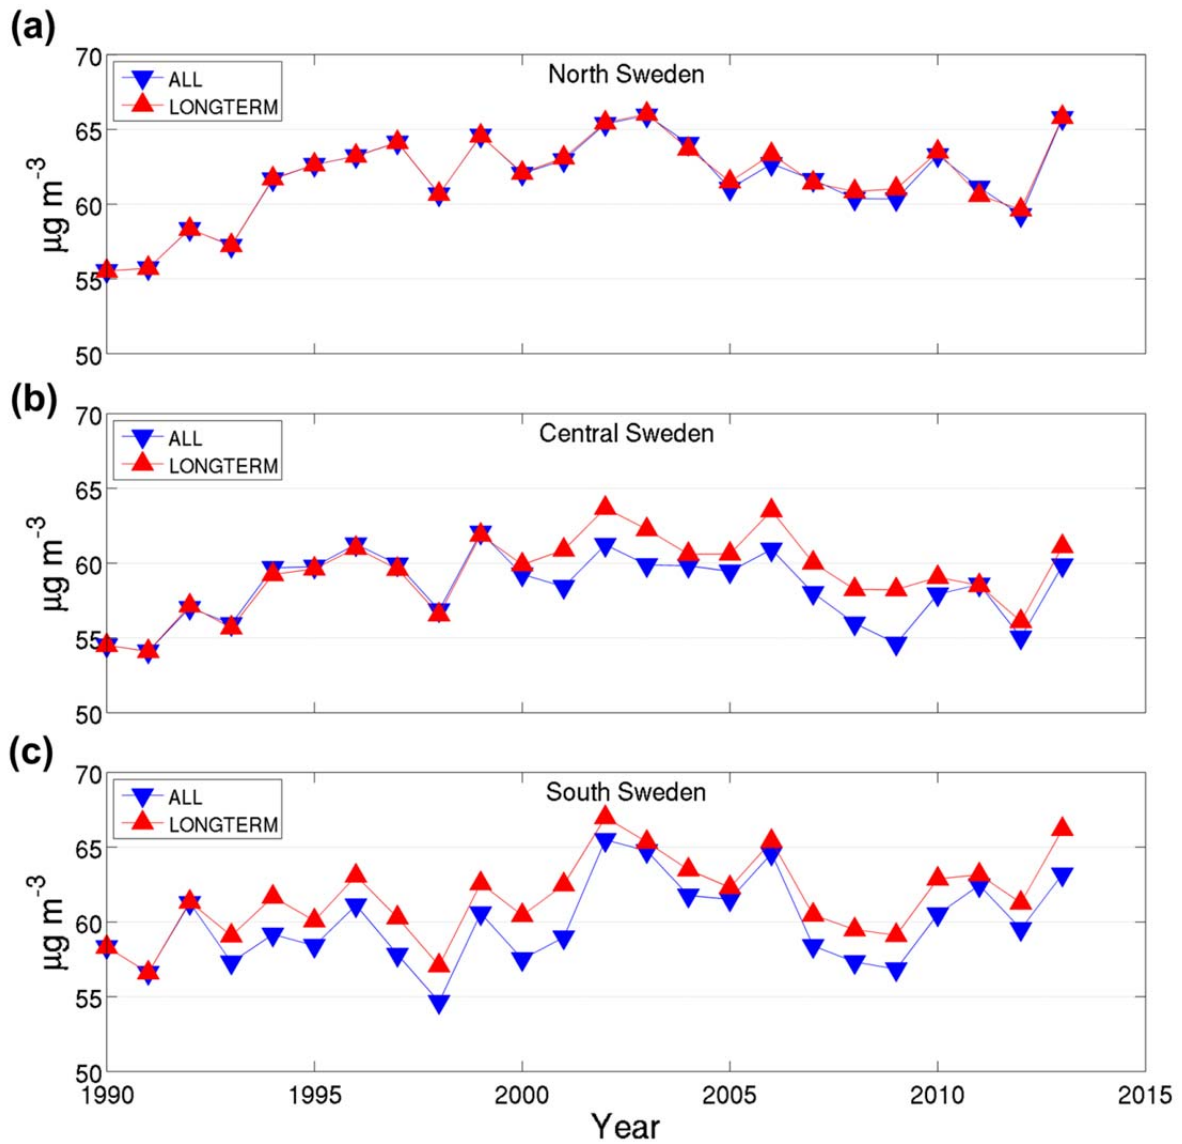 (a)
70
North Sweden
ALL
LONGTERM
65
60
55
50
µg m-3
(b)
70
Central Sweden
ALL
LONGTERM
65
60
55
50
µg m-3
(c)
70
South Sweden
ALL
LONGTERM
65
60
55
50
µg m-3
1990 1995 2000 2005 2010 2015
Year